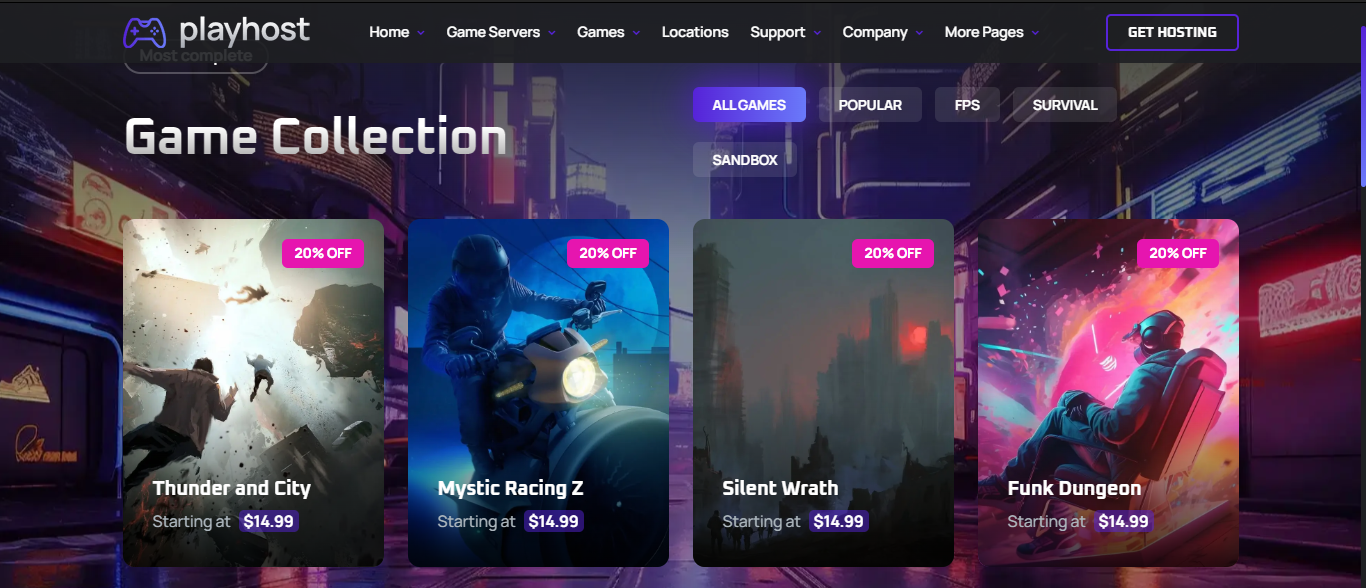 playhost
Home
Game Servers
Games
Locations
Support
Company
More Pages
GET HOSTING
Most complete
Game Collection
ALL GAMES
POPULAR
FPS
SURVIVAL
SANDBOX
20% OFF
Thunder and City
Starting at $14.99
20% OFF
Mystic Racing Z
Starting at $14.99
20% OFF
Silent Wrath
Starting at $14.99
20% OFF
Funk Dungeon
Starting at $14.99